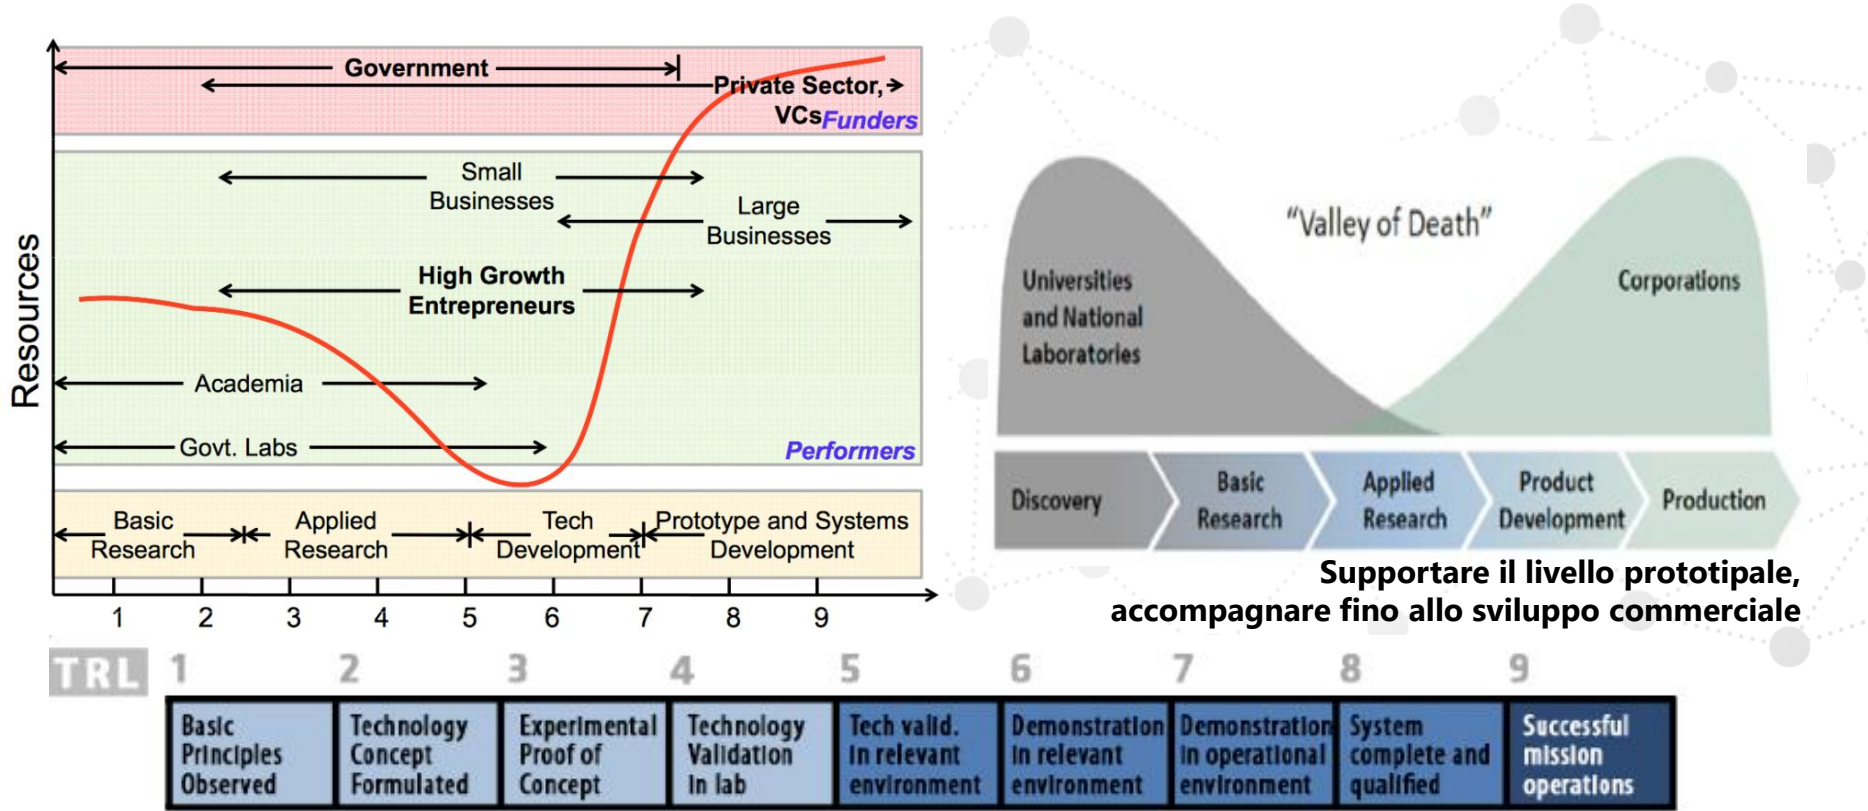 Government
Private Sector,
VCs
Funders
Small
Businesses
Large
Businesses
High Growth
Entrepreneurs
Academia
Govt. Labs
Performers
Resources
Basic
Research
Applied
Research
Tech
Development
Prototype and Systems
Development
1 2 3 4 5 6 7 8 9
"Valley of Death"
Universities
and National
Laboratories
Corporations
Discovery
Basic
Research
Applied
Research
Product
Development
Production
Supportare il livello prototipale,
accompagnare fino allo sviluppo commerciale
TRL 1 2 3 4 5 6 7 8 9
Basic
Principles
Observed
Technology
Concept
Formulated
Experimental
Proof of
Concept
Technology
Validation
in lab
Tech valid.
in relevant
environment
Demonstration
in relevant
environment
Demonstration
in operational
environment
System
complete and
qualified
Successful
mission
operations